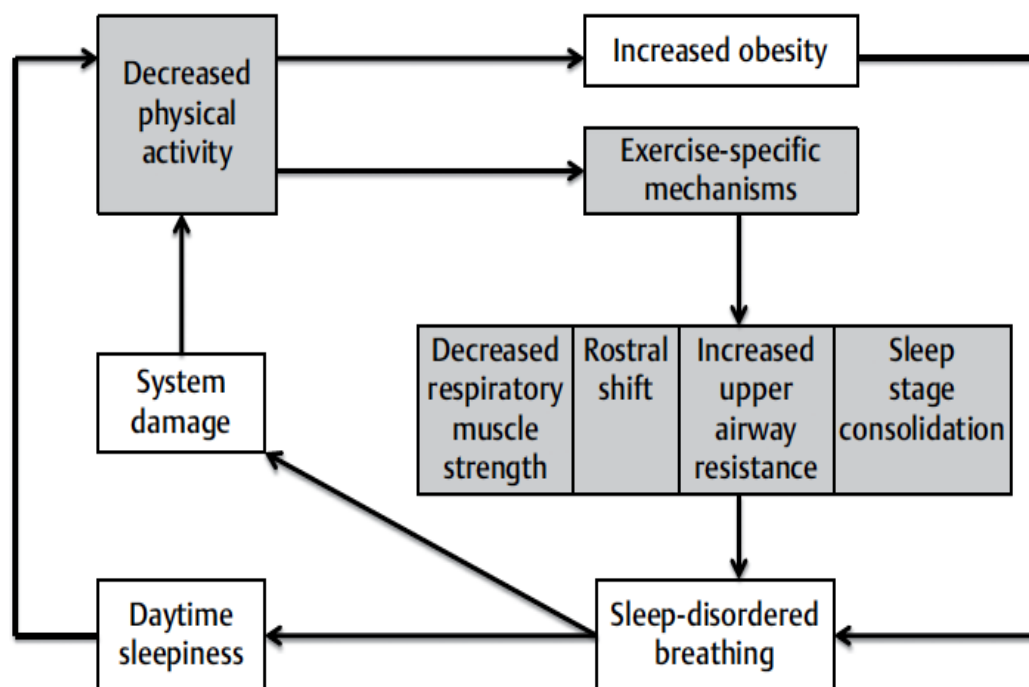 Decreased
physical
activity
Increased obesity
Exercise-specific
mechanisms
Decreased
respiratory
muscle
strength
Rostral
shift
Increased
upper
airway
resistance
Sleep
stage
consolidation
System
damage
Daytime
sleepiness
Sleep-disordered
breathing